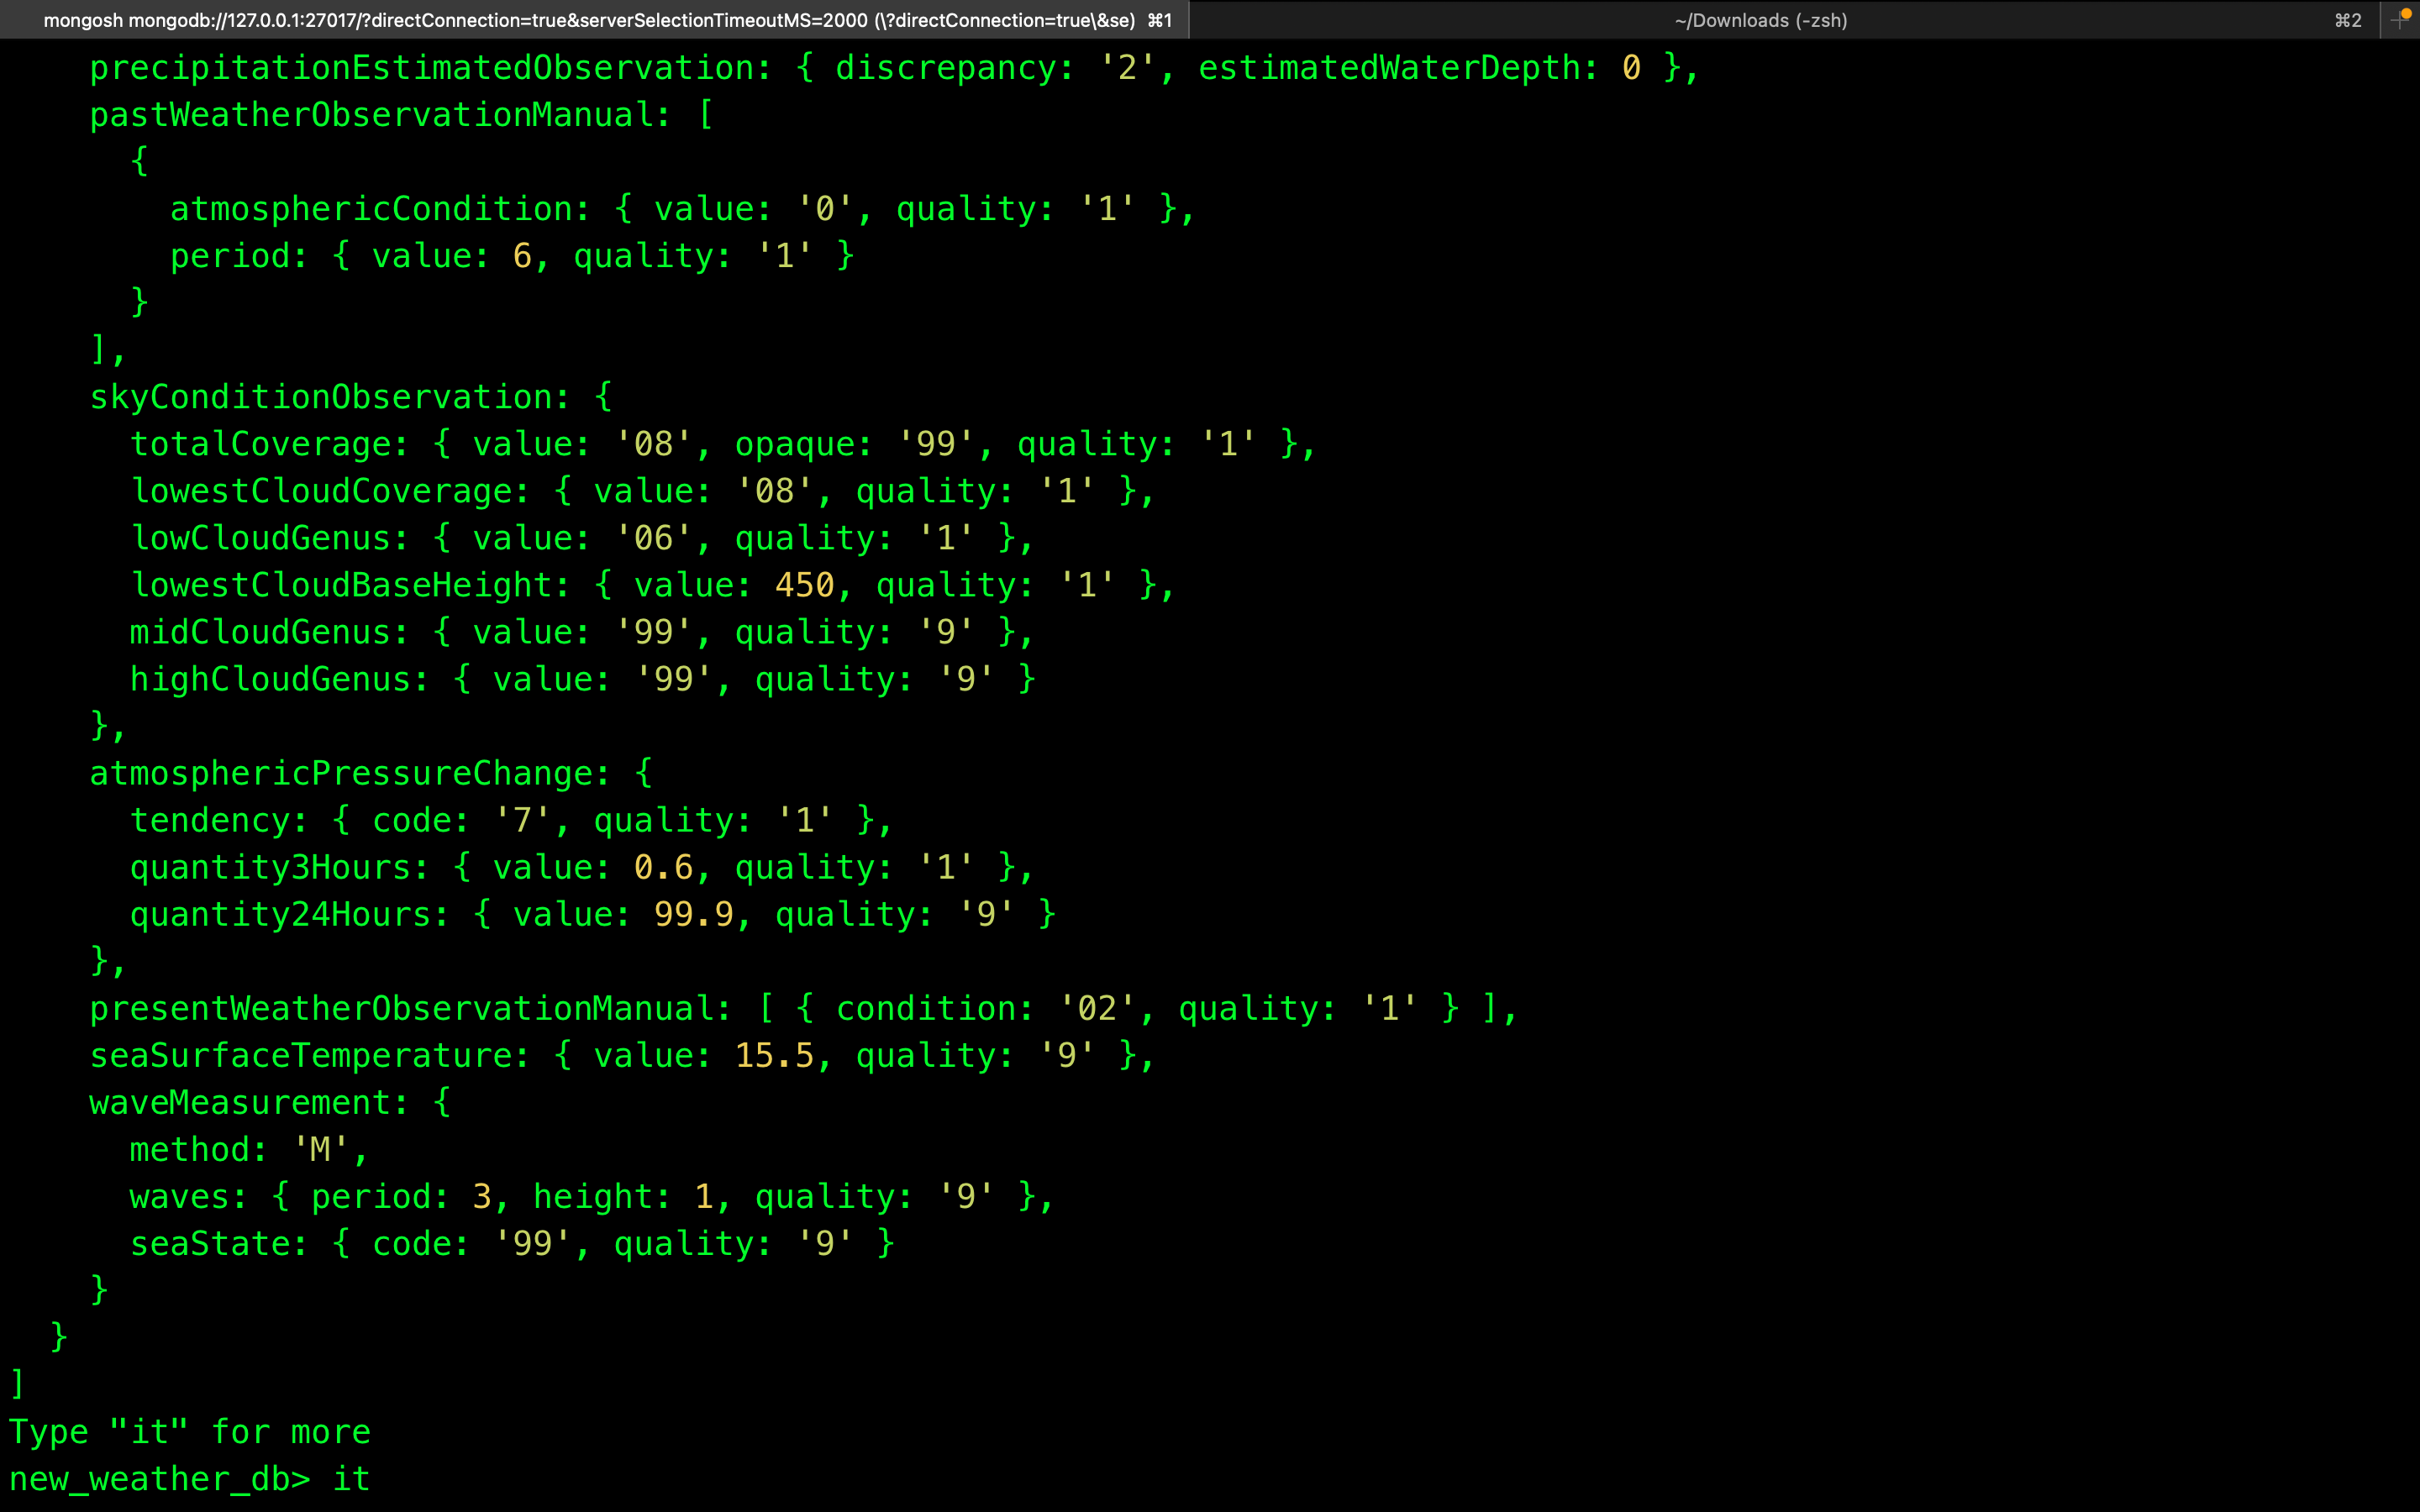 mongosh mongodb://127.0.0.1:27017/?directConnection=true&serverSelectionTimeoutMS=2000 (\?directConnection=true\&se) ⌘1 ~/Downloads (-zsh) ⌘2 +
precipitationEstimatedObservation: { discrepancy: '2', estimatedWaterDepth: 0 },
pastWeatherObservationManual: [
{
atmosphericCondition: { value: '0', quality: '1' },
period: { value: 6, quality: '1' }
}
],
skyConditionObservation: {
totalCoverage: { value: '08', opaque: '99', quality: '1' },
lowestCloudCoverage: { value: '08', quality: '1' },
lowCloudGenus: { value: '06', quality: '1' },
lowestCloudBaseHeight: { value: 450, quality: '1' },
midCloudGenus: { value: '99', quality: '9' },
highCloudGenus: { value: '99', quality: '9' }
},
atmosphericPressureChange: {
tendency: { code: '7', quality: '1' },
quantity3Hours: { value: 0.6, quality: '1' },
quantity24Hours: { value: 99.9, quality: '9' }
},
presentWeatherObservationManual: [ { condition: '02', quality: '1' } ],
seaSurfaceTemperature: { value: 15.5, quality: '9' },
waveMeasurement: {
method: 'M',
waves: { period: 3, height: 1, quality: '9' },
seaState: { code: '99', quality: '9' }
}
}
]
Type "it" for more
new_weather_db> it